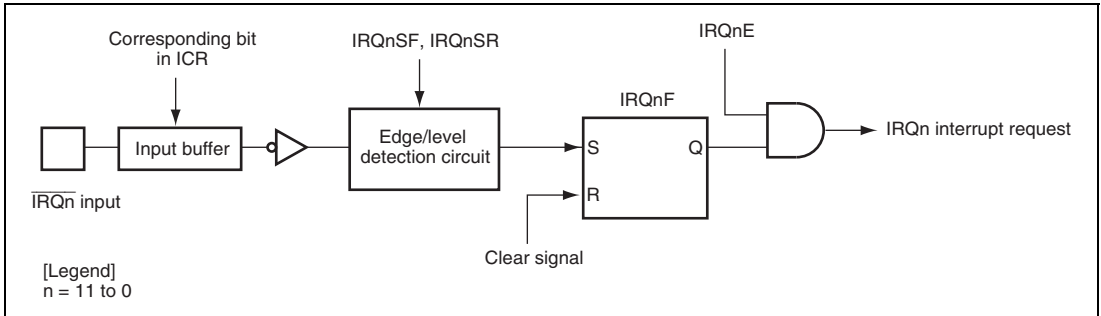 Corresponding bit
in ICR
IRQnSF, IRQnSR
IRQnE
IRQnF
Input buffer
Edge/level
detection circuit
S
Q
R
IRQn interrupt request
IRQn input
Clear signal
[Legend]
n = 11 to 0